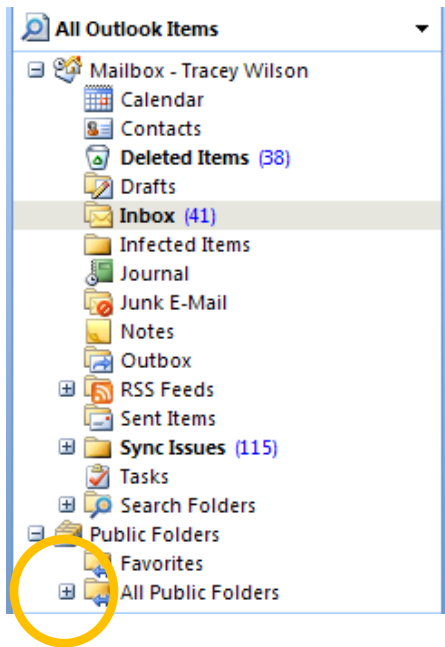 All Outlook Items
Mailbox - Tracey Wilson
Calendar
Contacts
Deleted Items (38)
Drafts
Inbox (41)
Infected Items
Journal
Junk E-Mail
Notes
Outbox
RSS Feeds
Sent Items
Sync Issues (115)
Tasks
Search Folders
Public Folders
Favorites
All Public Folders